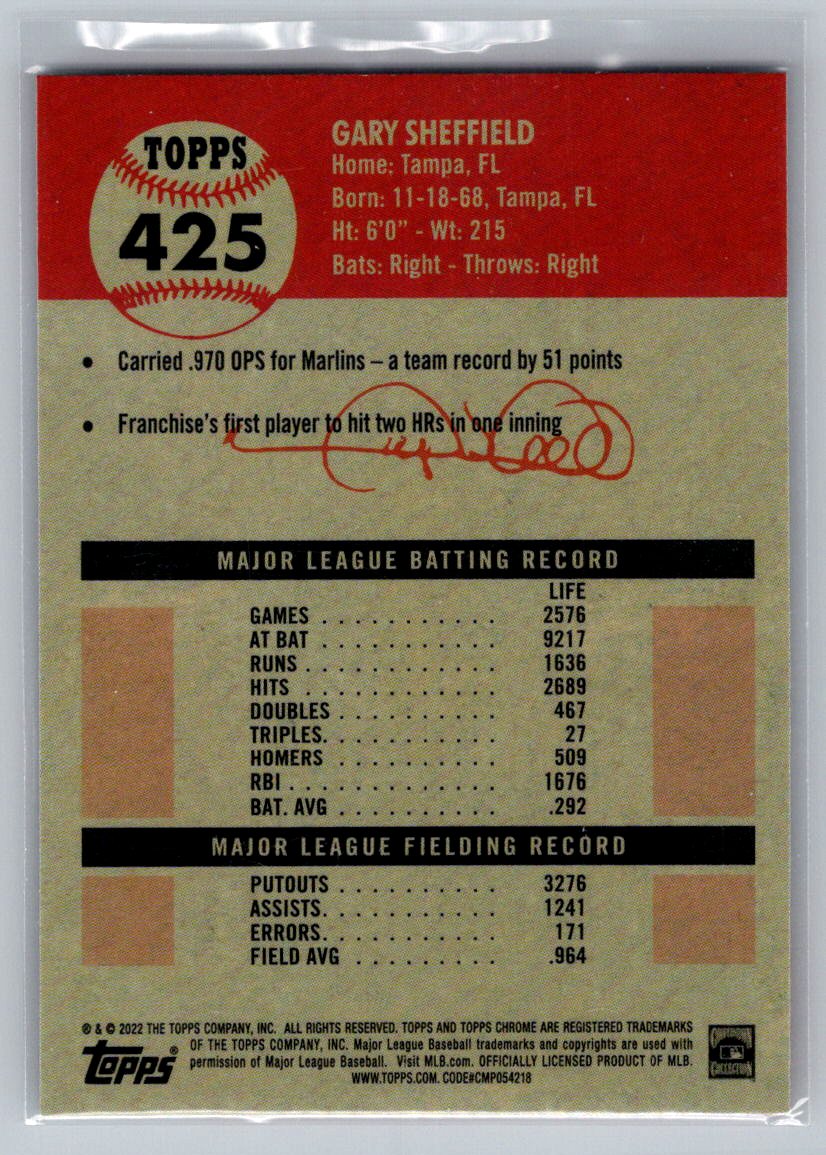 TOPPS
425
GARY SHEFFIELD
Home: Tampa, FL
Born: 11-18-68, Tampa, FL
Ht: 6'0" - Wt: 215
Bats: Right - Throws: Right
• Carried .970 OPS for Marlins – a team record by 51 points
• Franchise's first player to hit two HRs in one inning
MAJOR LEAGUE BATTING RECORD
LIFE
GAMES . . . . . . . . . . . 2576
AT BAT . . . . . . . . . . . 9217
RUNS . . . . . . . . . . . . 1636
HITS . . . . . . . . . . . . 2689
DOUBLES . . . . . . . . . . 467
TRIPLES. . . . . . . . . . . 27
HOMERS . . . . . . . . . . 509
RBI . . . . . . . . . . . . . 1676
BAT. AVG . . . . . . . . . . .292
MAJOR LEAGUE FIELDING RECORD
PUTOUTS . . . . . . . . . . 3276
ASSISTS. . . . . . . . . . . 1241
ERRORS. . . . . . . . . . . 171
FIELD AVG . . . . . . . . . .964
® & © 2022 THE TOPPS COMPANY, INC. ALL RIGHTS RESERVED. TOPPS AND TOPPS CHROME ARE REGISTERED TRADEMARKS
OF THE TOPPS COMPANY, INC. Major League Baseball trademarks and copyrights are used with
permission of Major League Baseball. Visit MLB.com. OFFICIALLY LICENSED PRODUCT OF MLB.
WWW.TOPPS.COM. CODE#CMP054218
Topps®
COOPERSTOWN
COLLECTION